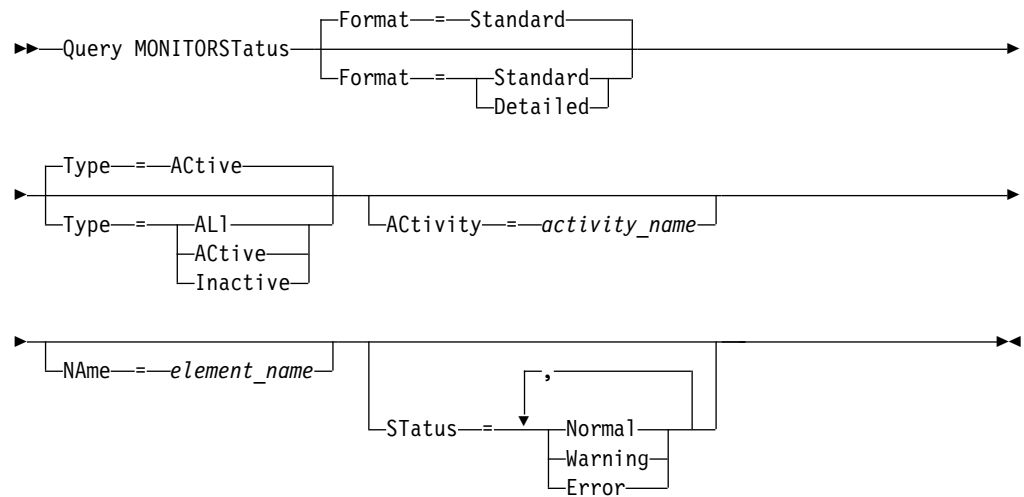 Format = Standard
Query MONITORSTatus
Format = Standard
Detailed
Type = ACtive
Type = ALl
ACtive
Inactive
ACtivity = activity_name
NAme = element_name
,
STatus = Normal
Warning
Error